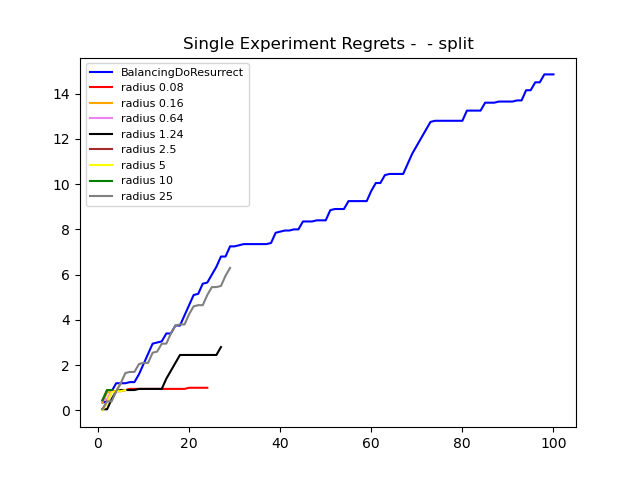 Single Experiment Regrets -  - split
BalancingDoResurrect
radius 0.08
radius 0.16
radius 0.64
radius 1.24
radius 2.5
radius 5
radius 10
radius 25
14
12
10
8
6
4
2
0
0 20 40 60 80 100